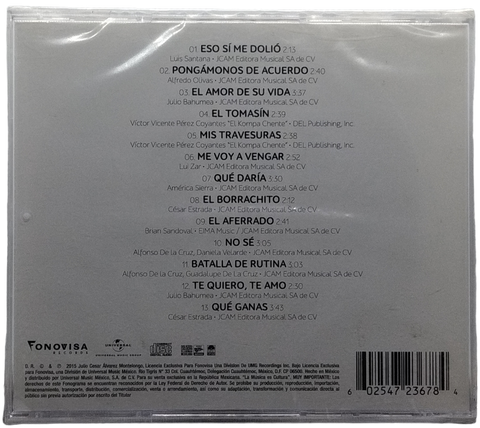 01. ESO SÍ ME DOLIÓ 2:13
Luis Santana • JCAM Editora Musical, SA de CV
02. PONGÁMONOS DE ACUERDO 2:40
Alfredo Olivas • JCAM Editora Musical, SA de CV
03. EL AMOR DE SU VIDA 3:37
Julio Bahumea • JCAM Editora Musical, SA de CV
04. EL TOMASÍN 2:39
Víctor Vicente Pérez Coyantes "El Kompa Chente" • DEL Publishing, Inc.
05. MIS TRAVESURAS 2:38
Víctor Vicente Pérez Coyantes "El Kompa Chente" • DEL Publishing, Inc.
06. ME VOY A VENGAR 2:52
Lui Zar • JCAM Editora Musical, SA de CV
07. QUÉ DARÍA 3:30
América Sierra • JCAM Editora Musical, SA de CV
08. EL BORRACHITO 2:12
César Estrada • JCAM Editora Musical, SA de CV
09. EL AFERRADO 2:41
Brian Sandoval • EIMA Music / JCAM Editora Musical, SA de CV
10. NO SÉ 3:05
Alfonso De la Cruz, Daniela Velarde • JCAM Editora Musical, SA de CV
11. BATALLA DE RUTINA 3:03
Alfonso De la Cruz, Guadalupe De La Cruz • JCAM Editora Musical, SA de CV
12. TE QUIERO, TE AMO 2:30
Julio Bahumea • JCAM Editora Musical, SA de CV
13. QUÉ GANAS 3:03
César Estrada • JCAM Editora Musical, SA de CV
FONOVISA
RECORDS
UNIVERSAL
UNIVERSAL MUSIC GROUP
6 02547 23678 4